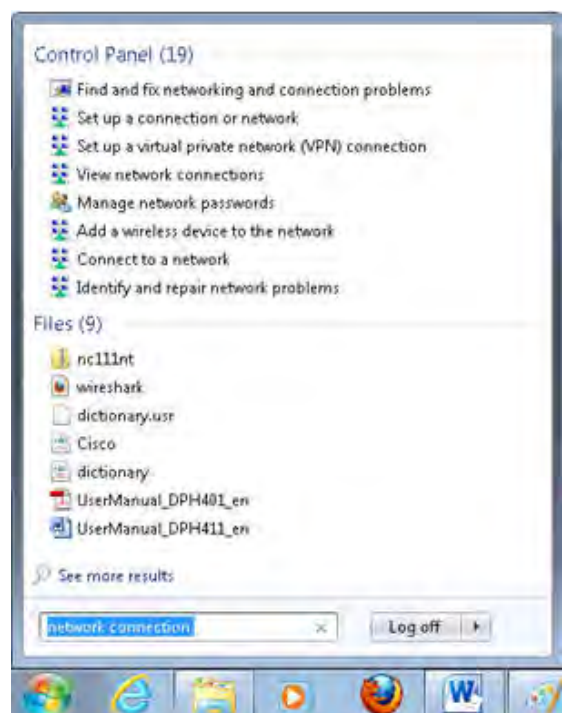 Control Panel (19)
Find and fix networking and connection problems
Set up a connection or network
Set up a virtual private network (VPN) connection
View network connections
Manage network passwords
Add a wireless device to the network
Connect to a network
Identify and repair network problems
Files (9)
nc111nt
wireshark
dictionary.usr
Cisco
dictionary
UserManual_DPH401_en
UserManual_DPH411_en
See more results
network connection
Log off
W